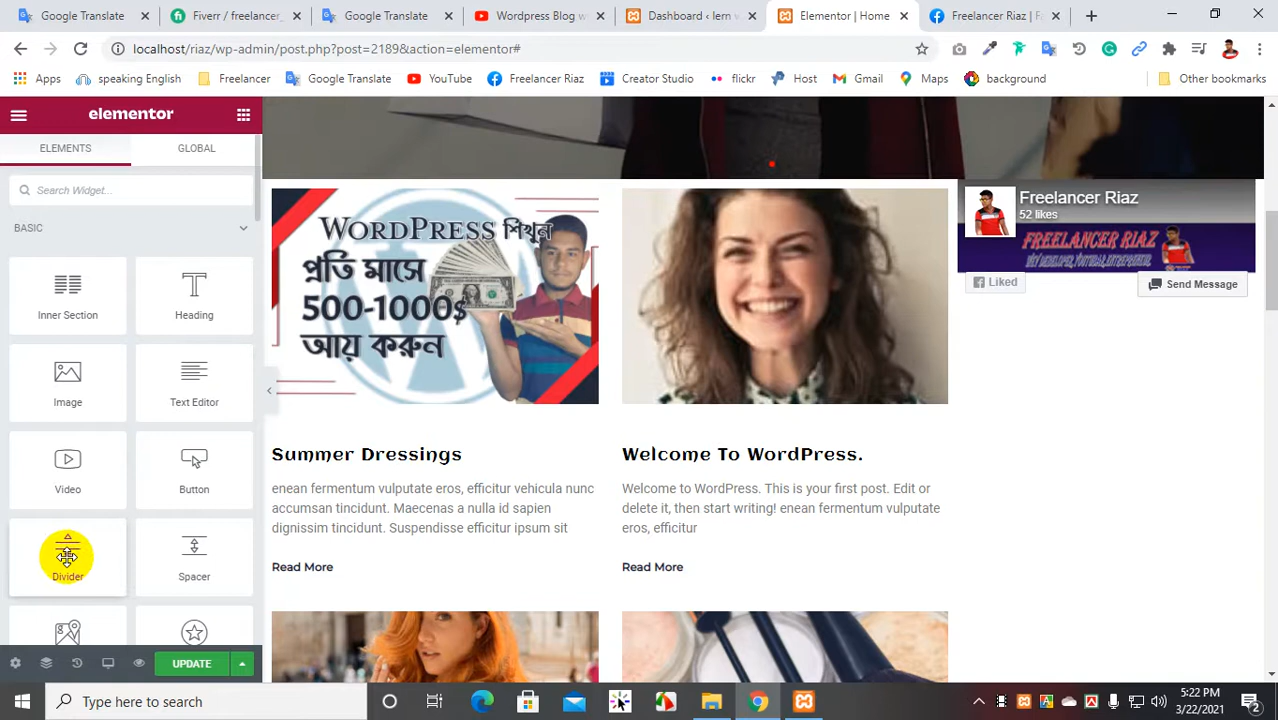 Google Translate
Fiverr / freelancer_
Google Translate
Wordpress Blog w
Dashboard ‹ lern w
Elementor | Home
Freelancer Riaz | F
localhost/riaz/wp-admin/post.php?post=2189&action=elementor#
Apps
speaking English
Freelancer
Google Translate
YouTube
Freelancer Riaz
Creator Studio
flickr
Host
Gmail
Maps
background
Other bookmarks
elementor
ELEMENTS
GLOBAL
Search Widget...
BASIC
Inner Section
Heading
Image
Text Editor
Video
Button
Divider
Spacer
UPDATE
WORDPRESS শিখুন
প্রতি মাসে
500-1000$
আয় করুন
Freelancer Riaz
52 likes
FREELANCER RIAZ
Liked
Send Message
Summer Dressings
enean fermentum vulputate eros, efficitur vehicula nunc
accumsan tincidunt. Maecenas a nulla id sapien
dignissim tincidunt. Suspendisse efficitur ipsum sit
Read More
Welcome To WordPress.
Welcome to WordPress. This is your first post. Edit or
delete it, then start writing! enean fermentum vulputate
eros, efficitur
Read More
Type here to search
5:22 PM
3/22/2021
2